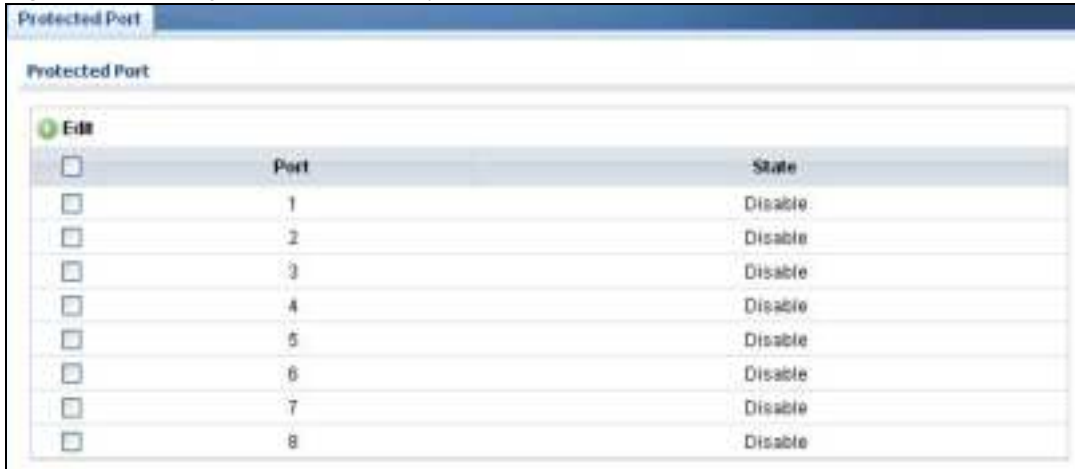 Protected Port
Protected Port
Edit
Port State
1 Disable
2 Disable
3 Disable
4 Disable
5 Disable
6 Disable
7 Disable
8 Disable